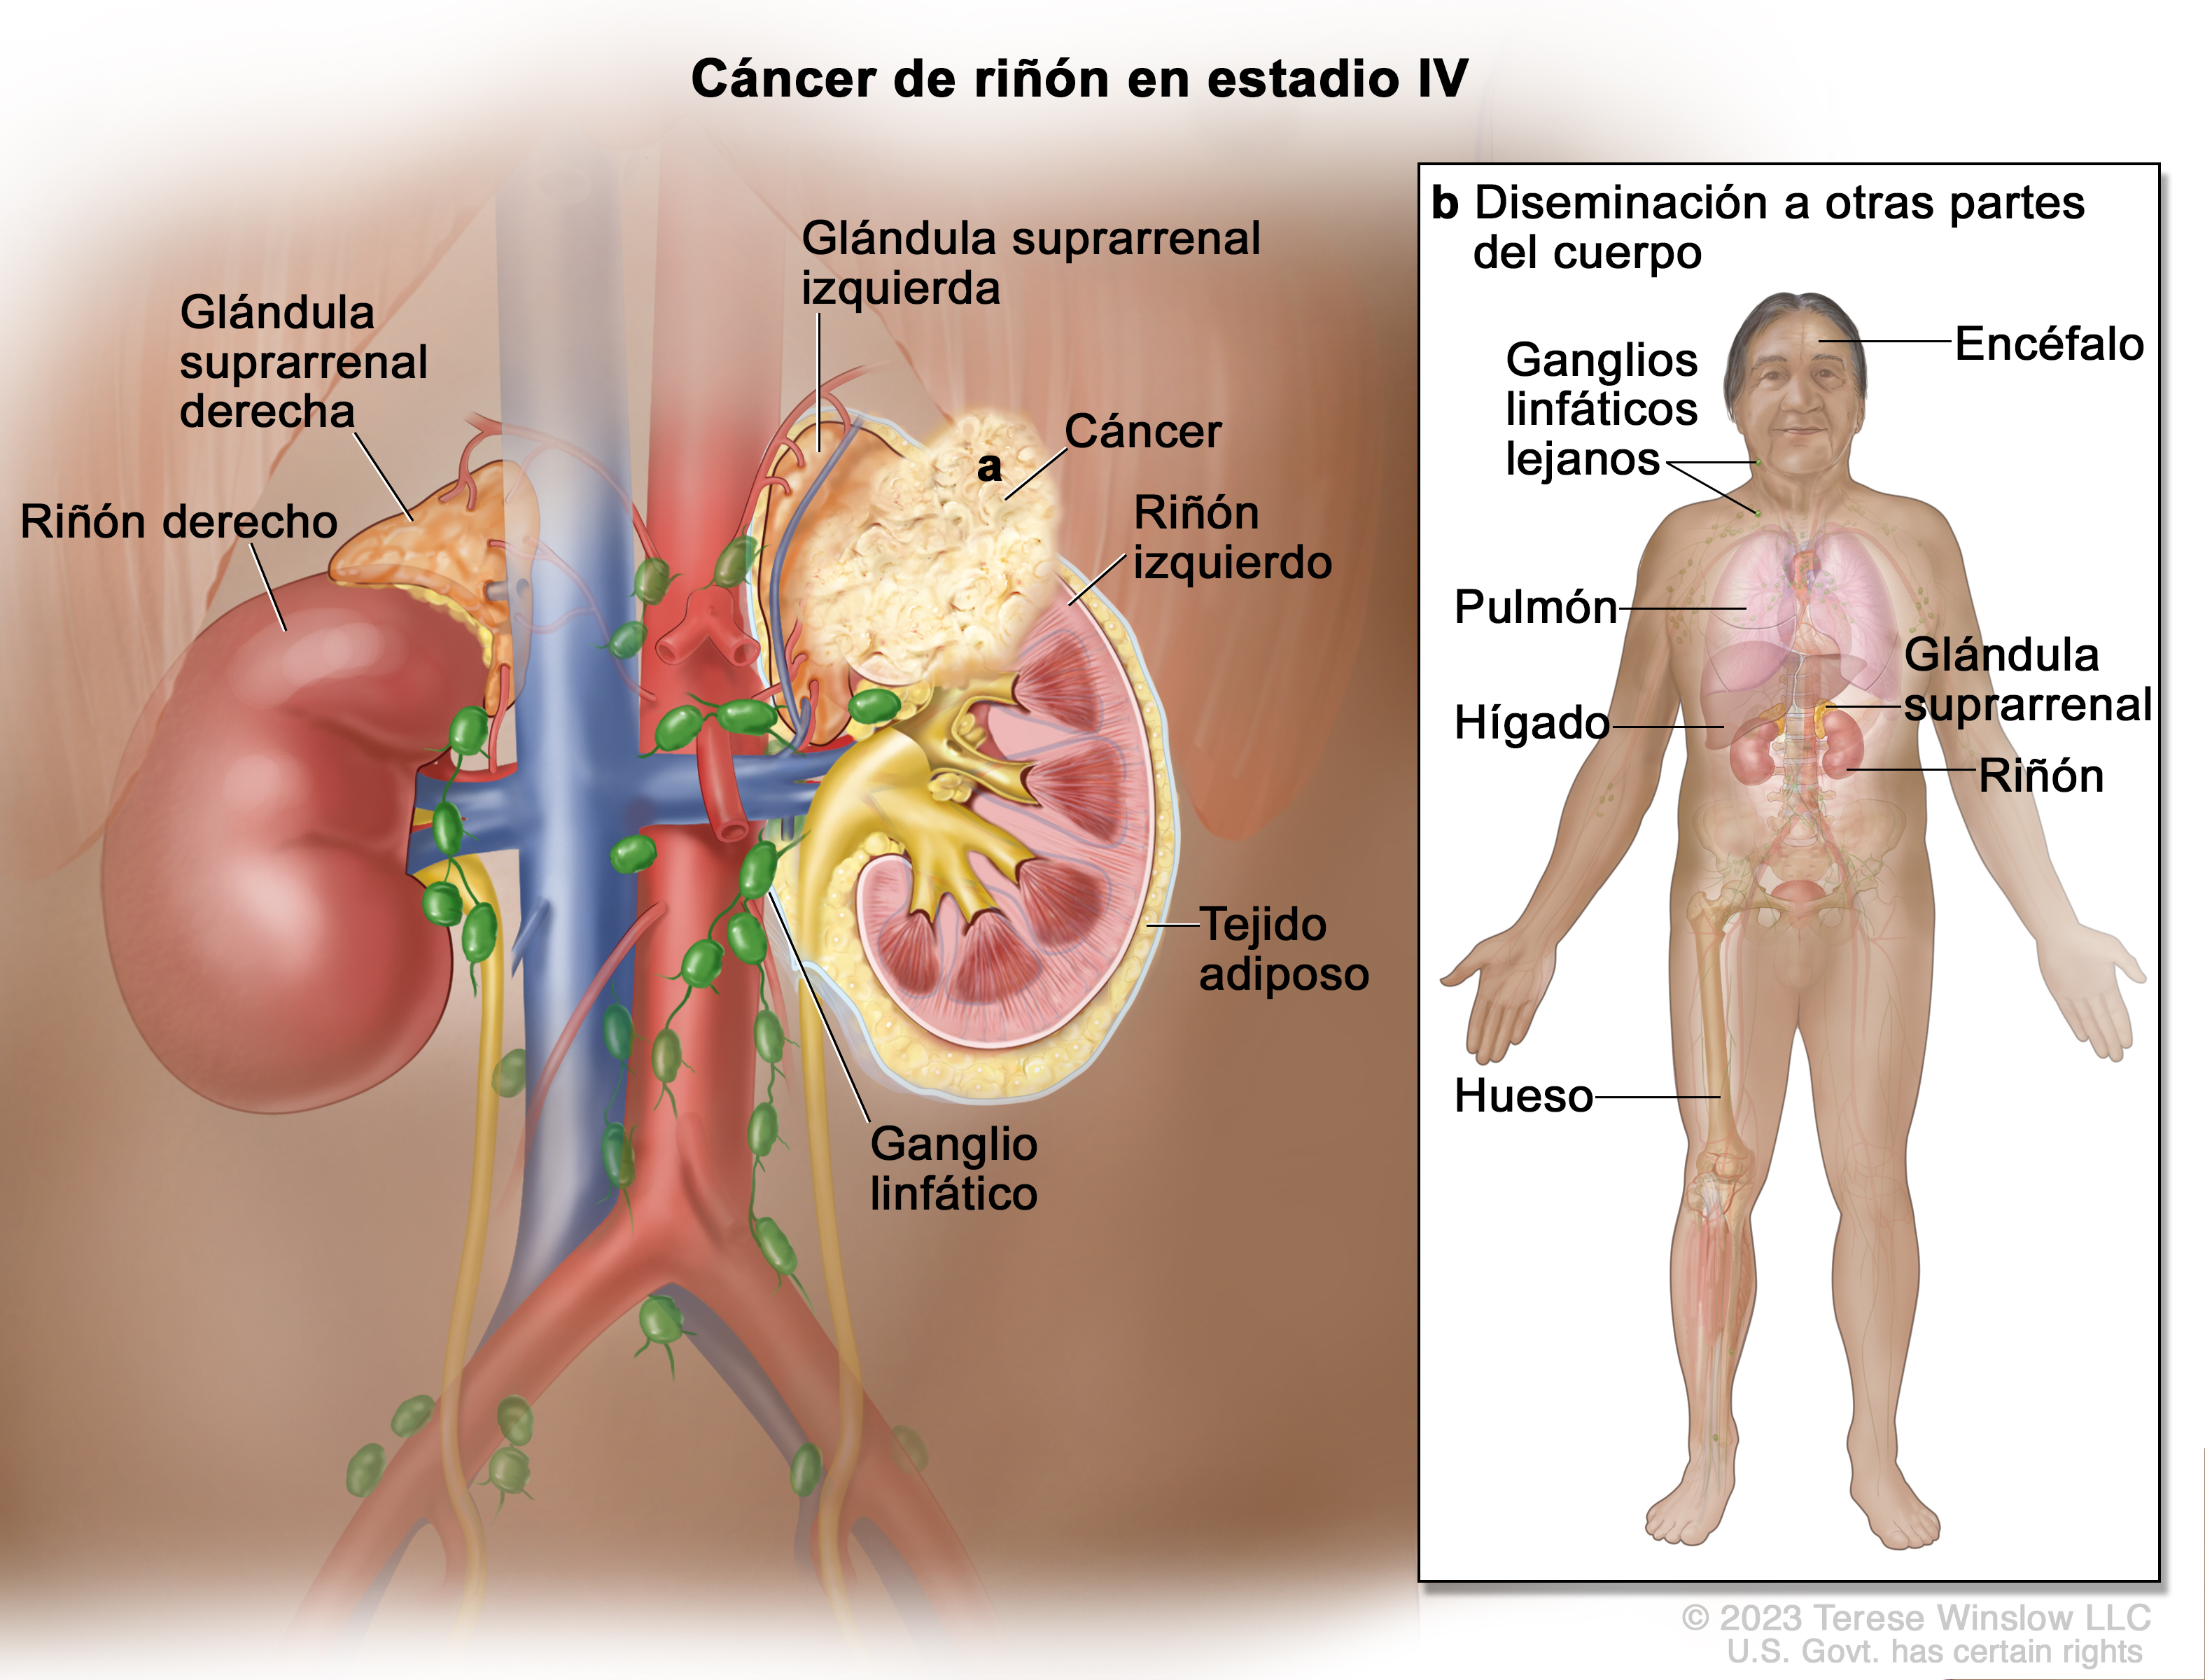 Cáncer de riñón en estadio IV
Glándula suprarrenal
izquierda
Glándula
suprarrenal
derecha
Riñón derecho
a
Cáncer
Riñón
izquierdo
Tejido
adiposo
Ganglio
linfático
b Diseminación a otras partes
del cuerpo
Encéfalo
Ganglios
linfáticos
lejanos
Pulmón
Glándula
suprarrenal
Hígado
Riñón
Hueso
© 2023 Terese Winslow LLC
U.S. Govt. has certain rights